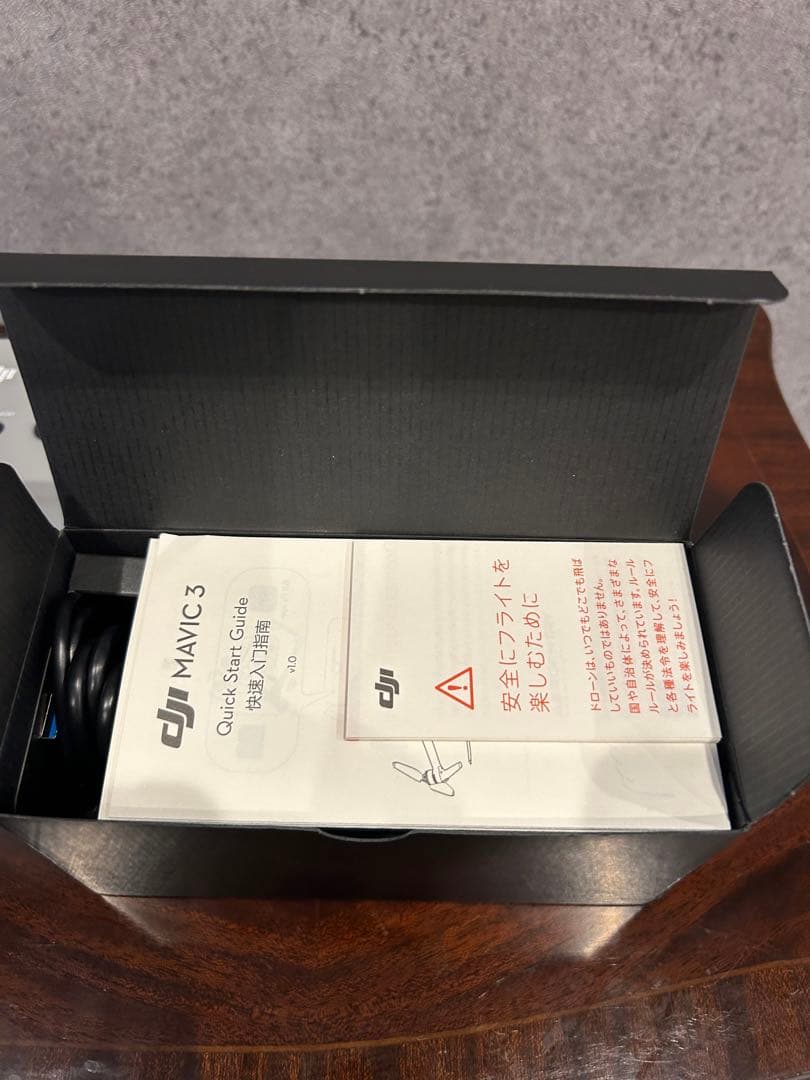 dji MAVIC 3
Quick Start Guide
快速入门指南
v1.0
dji
安全にフライトを
楽しむために
ドローンは、いつでもどこでも飛ば
していいものではありません。
国や自治体によって、さまざまな
ルールが決められています。ルール
と各種法令を理解して、安全にフ
ライトを楽しみましょう!